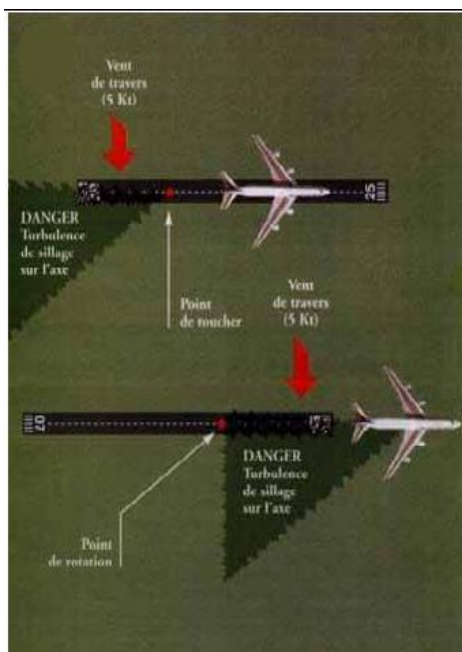 Vent
de travers
(5 Kt)
25
DANGER
Turbulence
de sillage
sur l'axe
Point
de toucher
Vent
de travers
(5 Kt)
07
DANGER
Turbulence
de sillage
sur l'axe
Point
de rotation